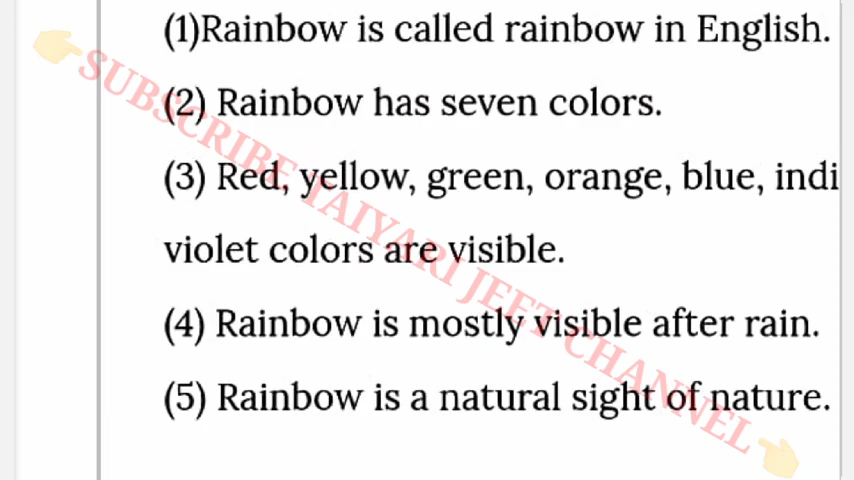 (1)Rainbow is called rainbow in English.
(2) Rainbow has seven colors.
(3) Red, yellow, green, orange, blue, indi
violet colors are visible.
(4) Rainbow is mostly visible after rain.
(5) Rainbow is a natural sight of nature.
SUBSCRIBE TAIYARI JEET CHANNEL